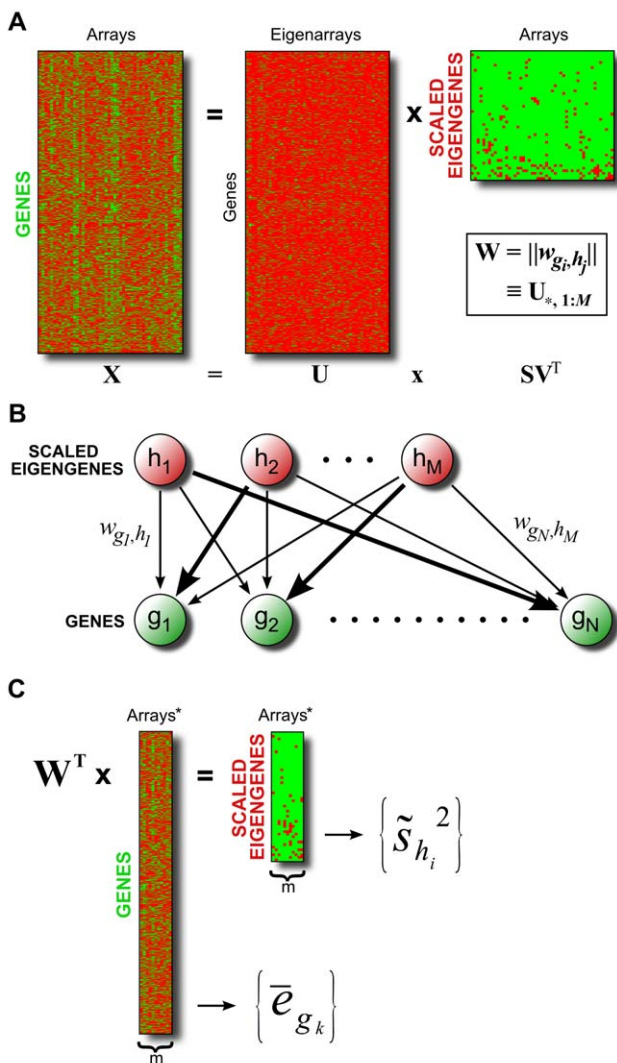 A
Arrays
Eigenarrays
Arrays
GENES
=
Genes
x
SCALED
EIGENGENES
W = ||w_{g_i,h_j}||
≡ U_{*, 1:M}
X = U x SV^T
B
SCALED
EIGENGENES
h_1 h_2 · · · h_M
w_{g_1,h_1}
w_{g_N,h_M}
GENES
g_1 g_2 · · · · · · · · · · · g_N
C
Arrays*
Arrays*
W^T x
=
GENES
SCALED
EIGENGENES
m
{ s̃_{h_i}^2 }
{ e̅_{g_k} }
m